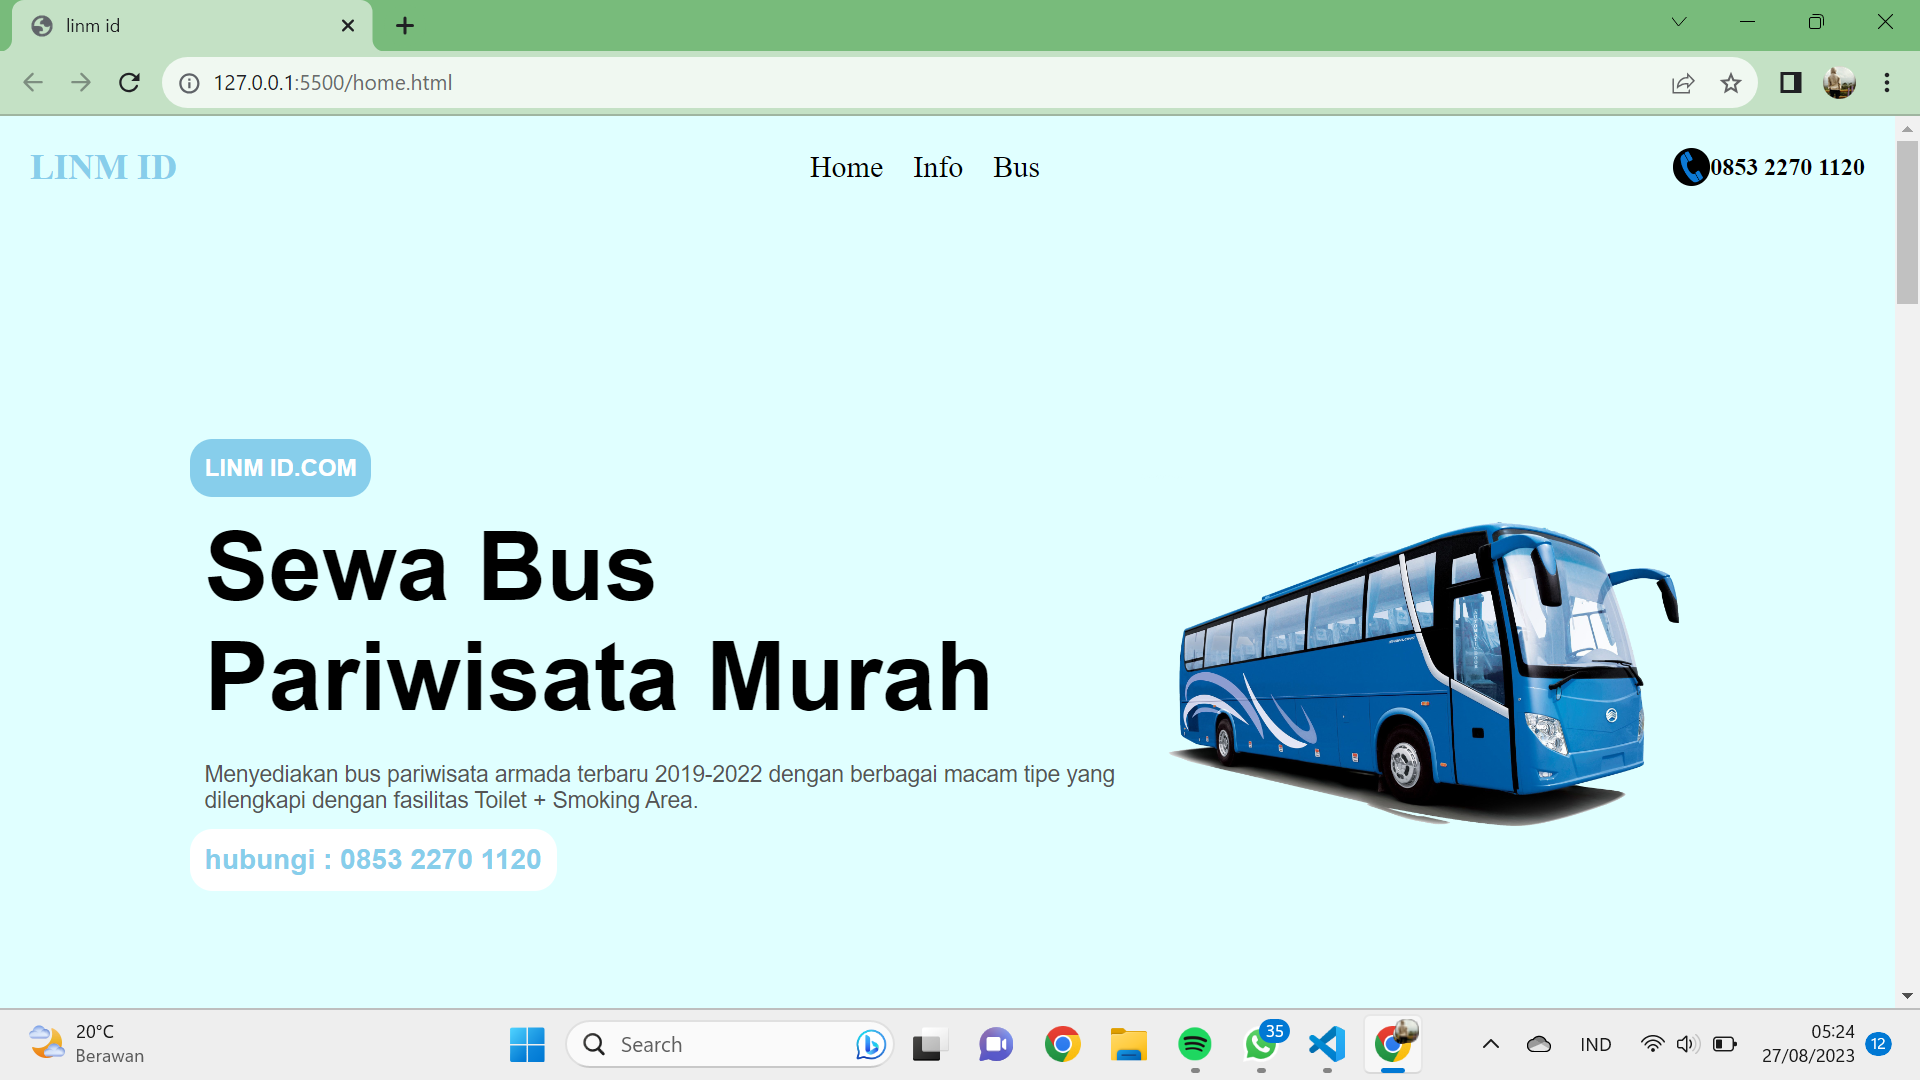 linm id
127.0.0.1:5500/home.html
LINM ID
Home Info Bus
0853 2270 1120
LINM ID.COM
Sewa Bus
Pariwisata Murah
Menyediakan bus pariwisata armada terbaru 2019-2022 dengan berbagai macam tipe yang
dilengkapi dengan fasilitas Toilet + Smoking Area.
hubungi : 0853 2270 1120
20°C
Berawan
Search
35
IND
05:24
27/08/2023
12